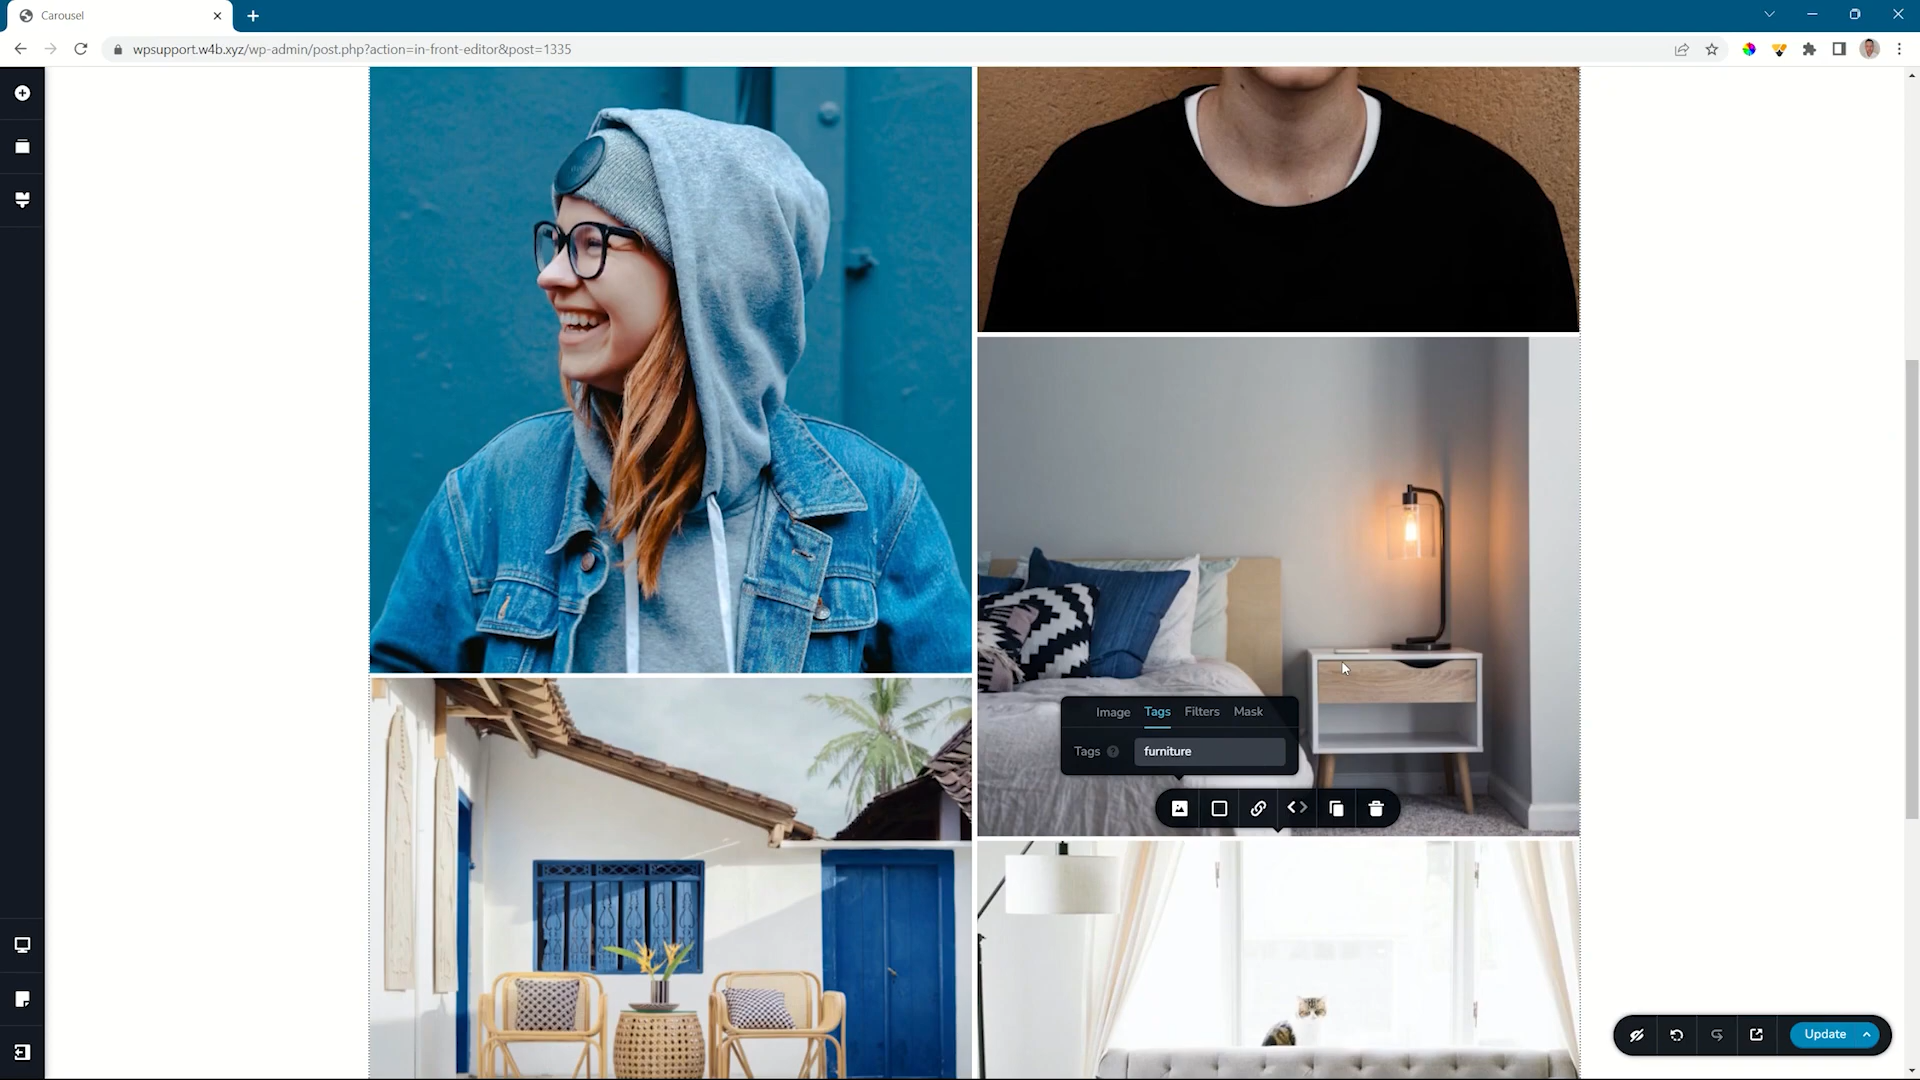 Carousel
wpsupport.w4b.xyz/wp-admin/post.php?action=in-front-editor&post=1335
Image Tags Filters Mask
Tags furniture
Update